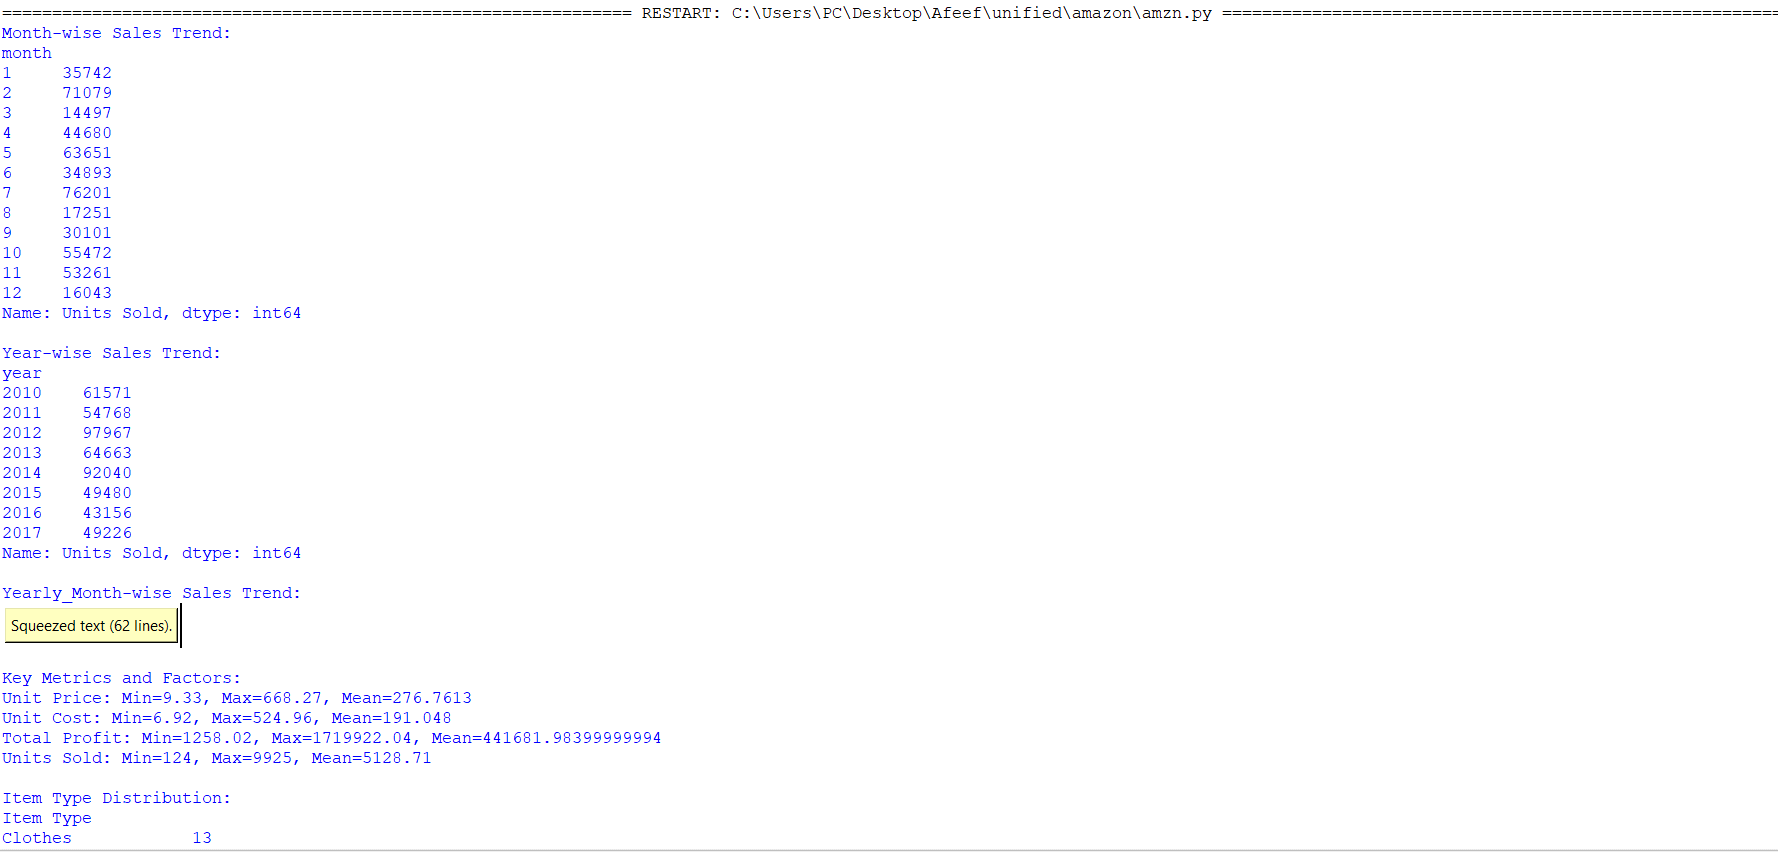 =============================================================== RESTART: C:\Users\PC\Desktop\Afeef\unified\amazon\amzn.py ========================================================
Month-wise Sales Trend:
month
1     35742
2     71079
3     14497
4     44680
5     63651
6     34893
7     76201
8     17251
9     30101
10    55472
11    53261
12    16043
Name: Units Sold, dtype: int64
Year-wise Sales Trend:
year
2010    61571
2011    54768
2012    97967
2013    64663
2014    92040
2015    49480
2016    43156
2017    49226
Name: Units Sold, dtype: int64
Yearly_Month-wise Sales Trend:
Squeezed text (62 lines).
Key Metrics and Factors:
Unit Price: Min=9.33, Max=668.27, Mean=276.7613
Unit Cost: Min=6.92, Max=524.96, Mean=191.048
Total Profit: Min=1258.02, Max=1719922.04, Mean=441681.98399999994
Units Sold: Min=124, Max=9925, Mean=5128.71
Item Type Distribution:
Item Type
Clothes            13